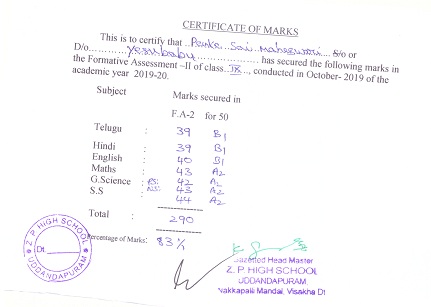 CERTIFICATE OF MARKS
This is to certify that Penke Sai Maheswari S/o or
D/o............yesubabu.................. has secured the following marks in
the Formative Assessment –II of class IX.., conducted in October- 2019 of the
academic year 2019-20.
Subject Marks secured in
F.A-2 for 50
Telugu : 39 B1
Hindi : 39 B1
English : 40 B1
Maths : 43 A2
G.Science : PS: 42 A2
S.S : NS: 43 A2
44 A2
Total : 290
Percentage of Marks: 83%
Z. P. HIGH SCHOOL
Dt.
UDDANDAPURAM
Gazetted Head Master
Z. P. HIGH SCHOOL
UDDANDAPURAM
Nakkapalli Mandal, Visakha Dt